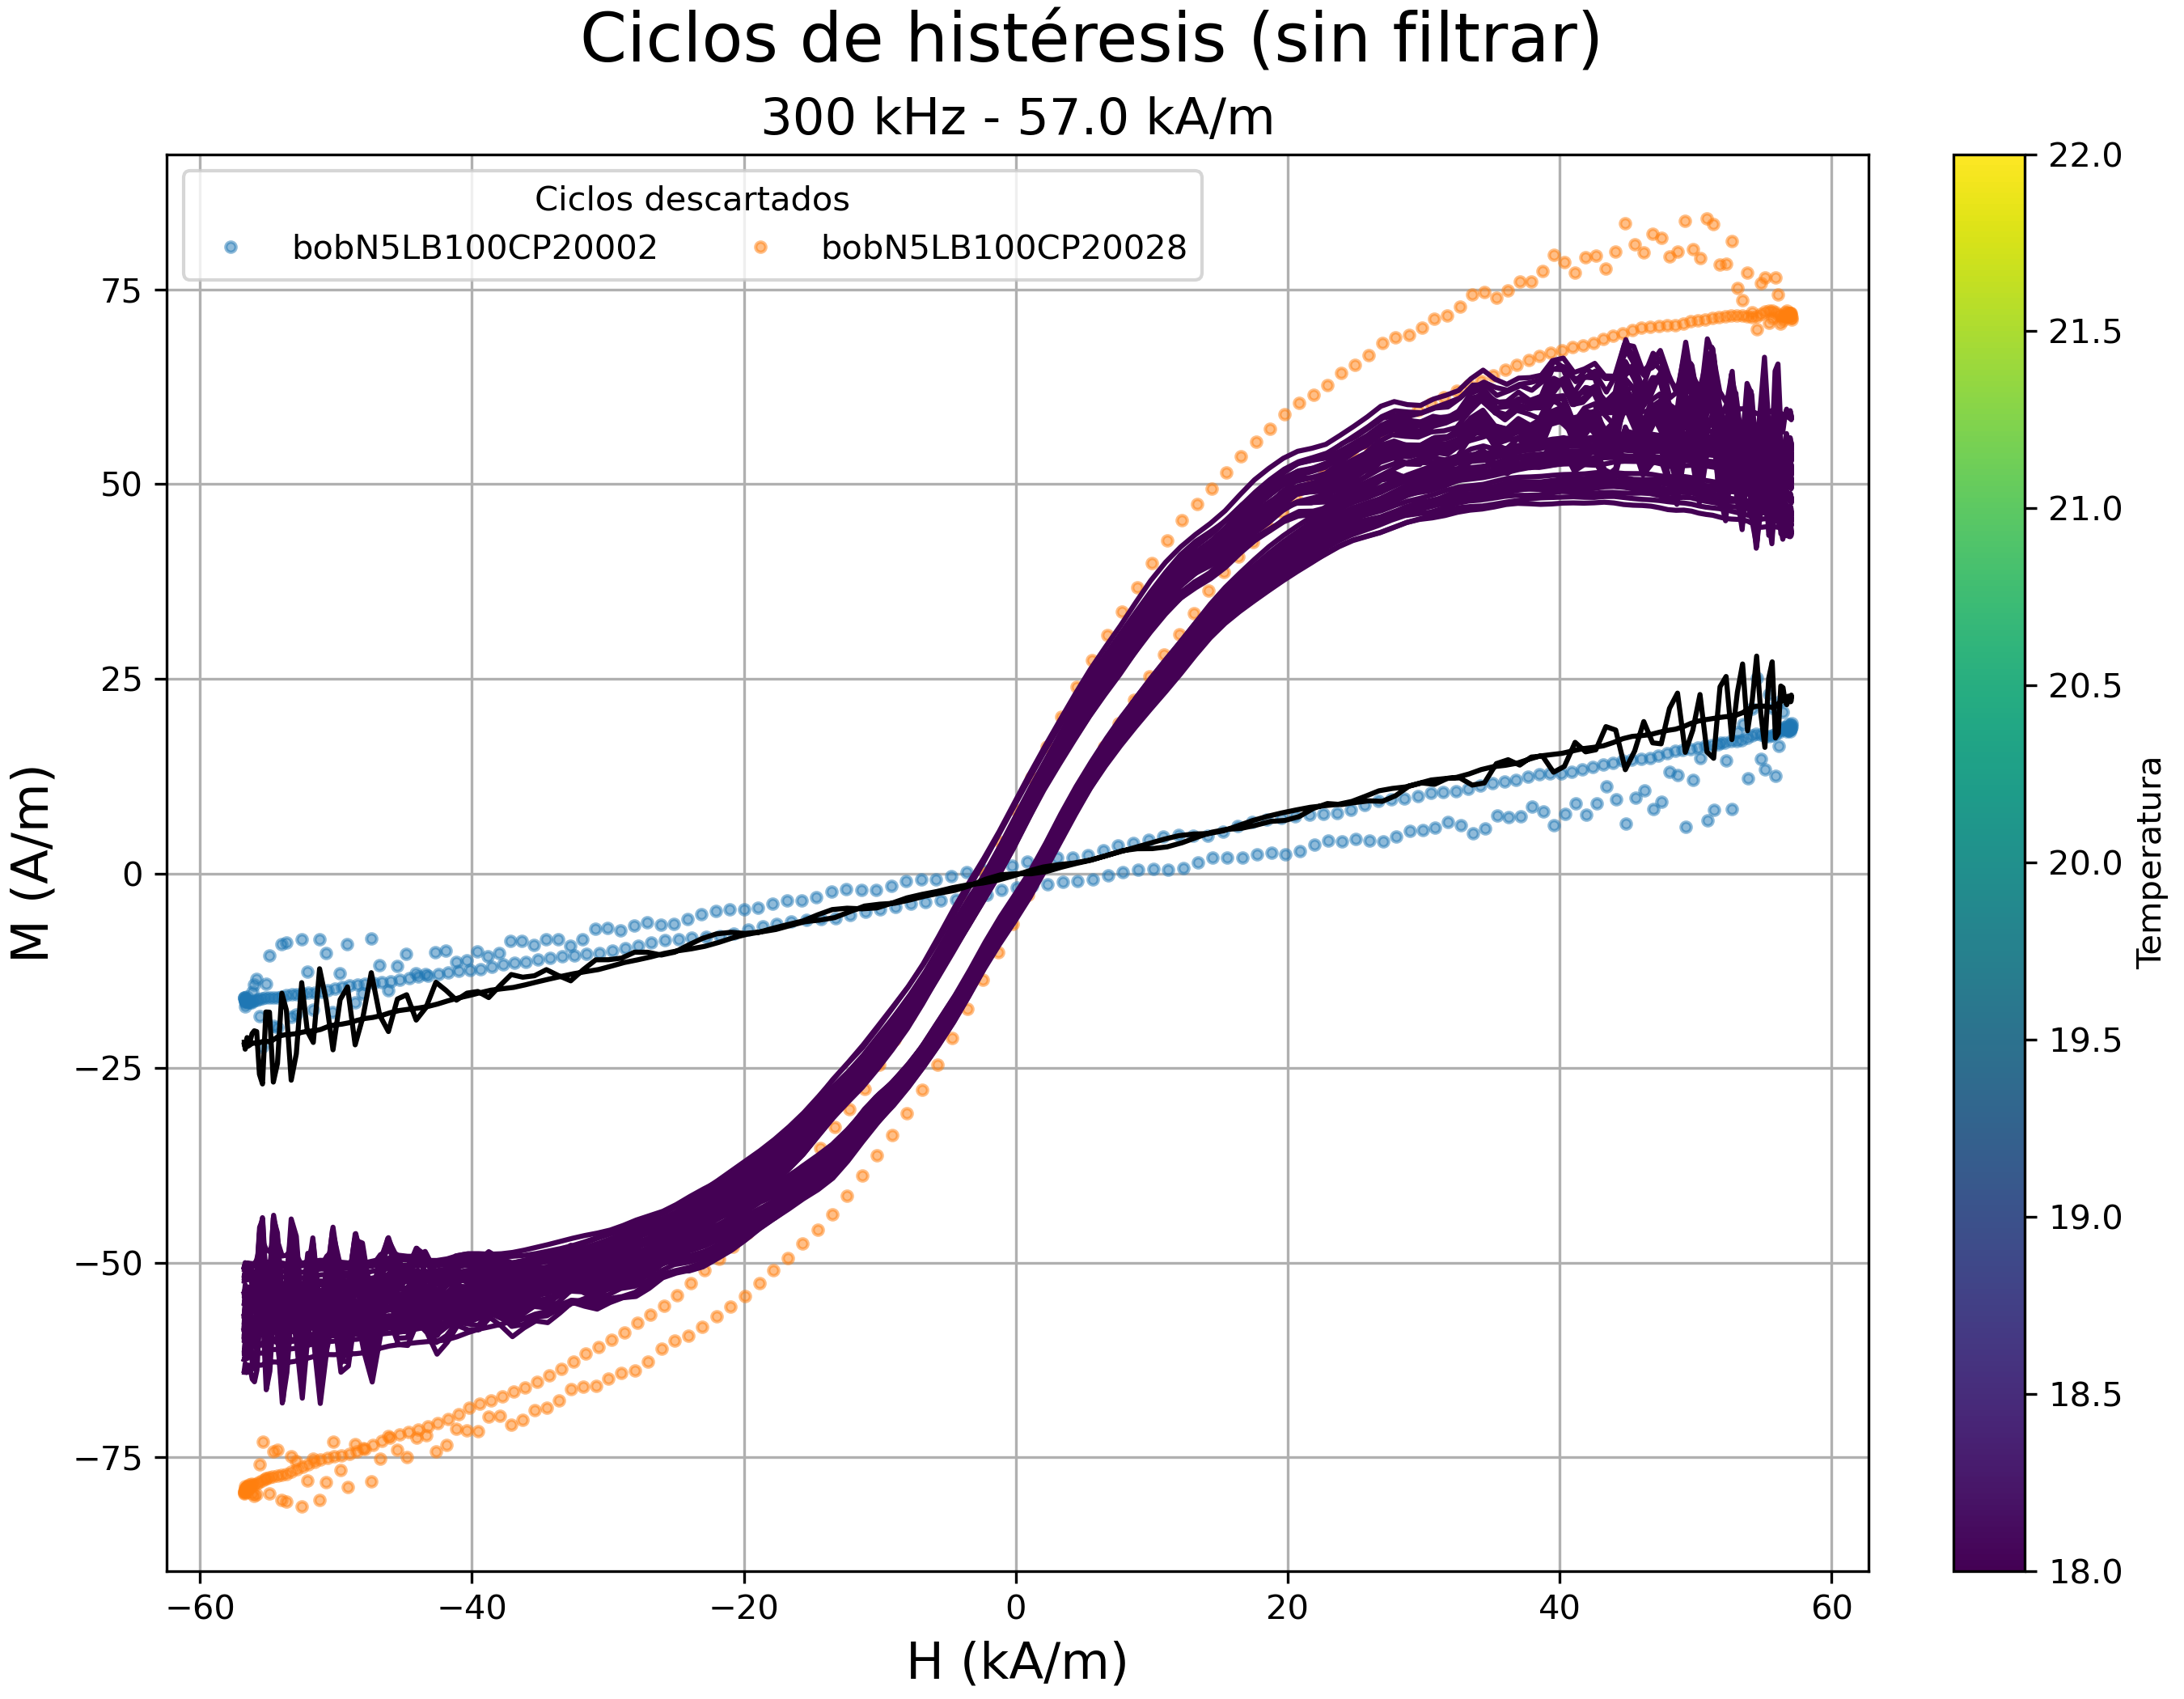 Ciclos de histéresis (sin filtrar)
300 kHz - 57.0 kA/m
Ciclos descartados
bobN5LB100CP20002 bobN5LB100CP20028
75
50
25
0
−25
−50
−75
M (A/m)
−60 −40 −20 0 20 40 60
H (kA/m)
22.0
21.5
21.0
20.5
20.0
19.5
19.0
18.5
18.0
Temperatura